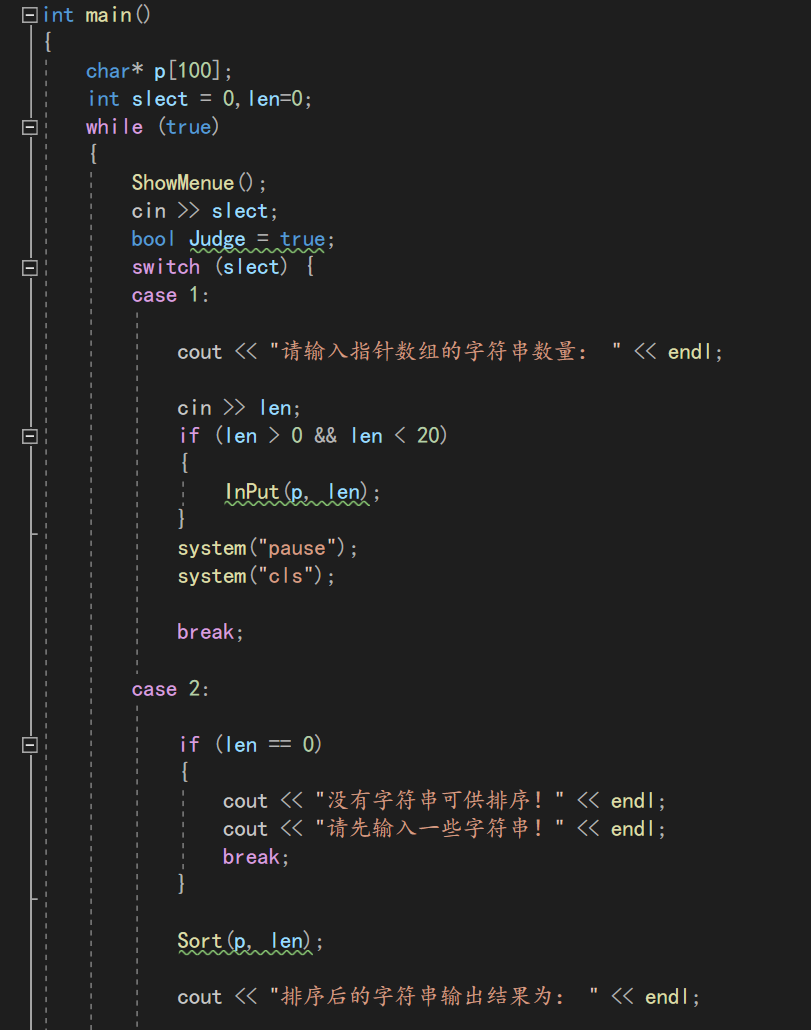 int main()
{
char* p[100];
int slect = 0,len=0;
while (true)
{
ShowMenue();
cin >> slect;
bool Judge = true;
switch (slect) {
case 1:
cout << "请输入指针数组的字符串数量： " << endl;
cin >> len;
if (len > 0 && len < 20)
{
InPut(p, len);
}
system("pause");
system("cls");
break;
case 2:
if (len == 0)
{
cout << "没有字符串可供排序！" << endl;
cout << "请先输入一些字符串！" << endl;
break;
}
Sort(p, len);
cout << "排序后的字符串输出结果为： " << endl;